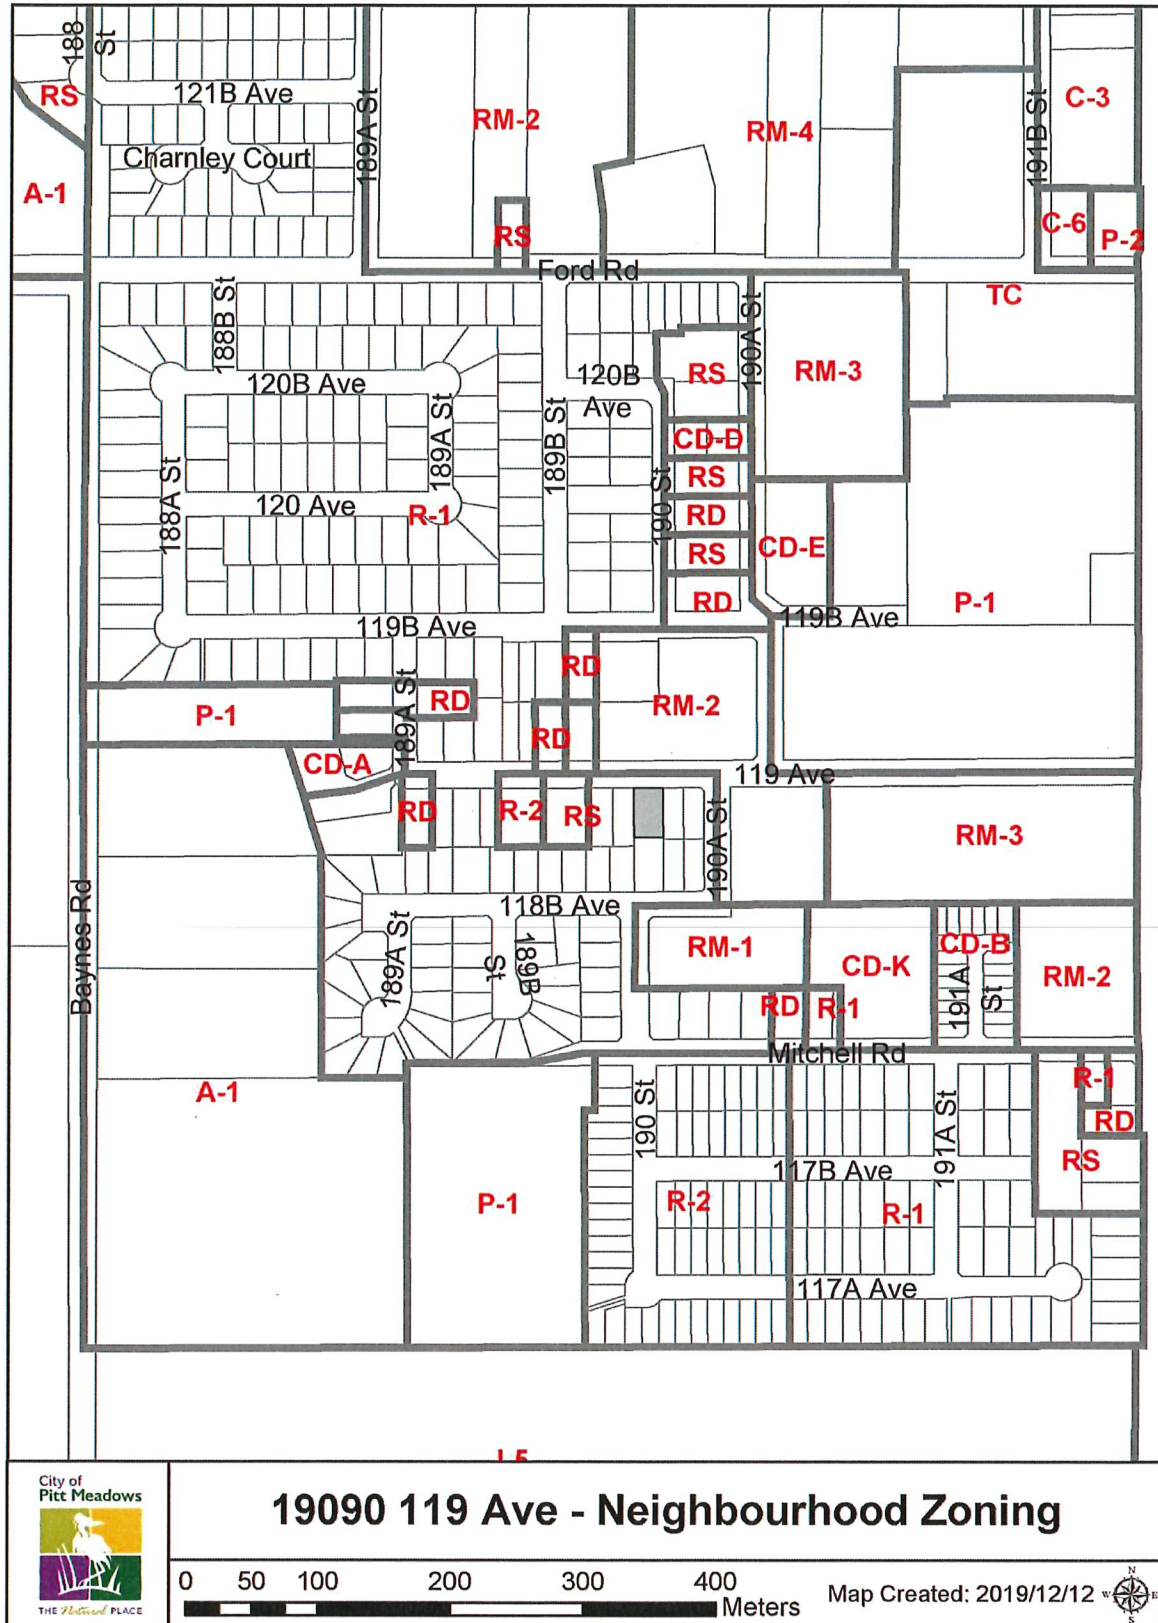 188 St
121B Ave
RS
Charnley Court
A-1
189A St
RM-2
RM-4
191B St
C-3
C-6
P-2
RS
Ford Rd
TC
188B St
190A St
120B Ave
120B
Ave
RS
RM-3
189A St
189B St
CD-D
RS
188A St
120 Ave
R-1
190 St
RD
RS
CD-E
RD
P-1
119B Ave
119B Ave
RD
189A St
RD
P-1
RM-2
RD
CD-A
119 Ave
RD
R-2
RS
RM-3
190A St
118B Ave
Baynes Rd
189A St
189B
St
RM-1
CD-K
CD-B
191A
St
RM-2
RD
R-1
Mitchell Rd
A-1
190 St
191A St
R-1
RD
117B Ave
RS
P-1
R-2
R-1
117A Ave
City of
Pitt Meadows
THE Natural PLACE
19090 119 Ave - Neighbourhood Zoning
0 50 100 200 300 400
Meters
Map Created: 2019/12/12
N
W E
S